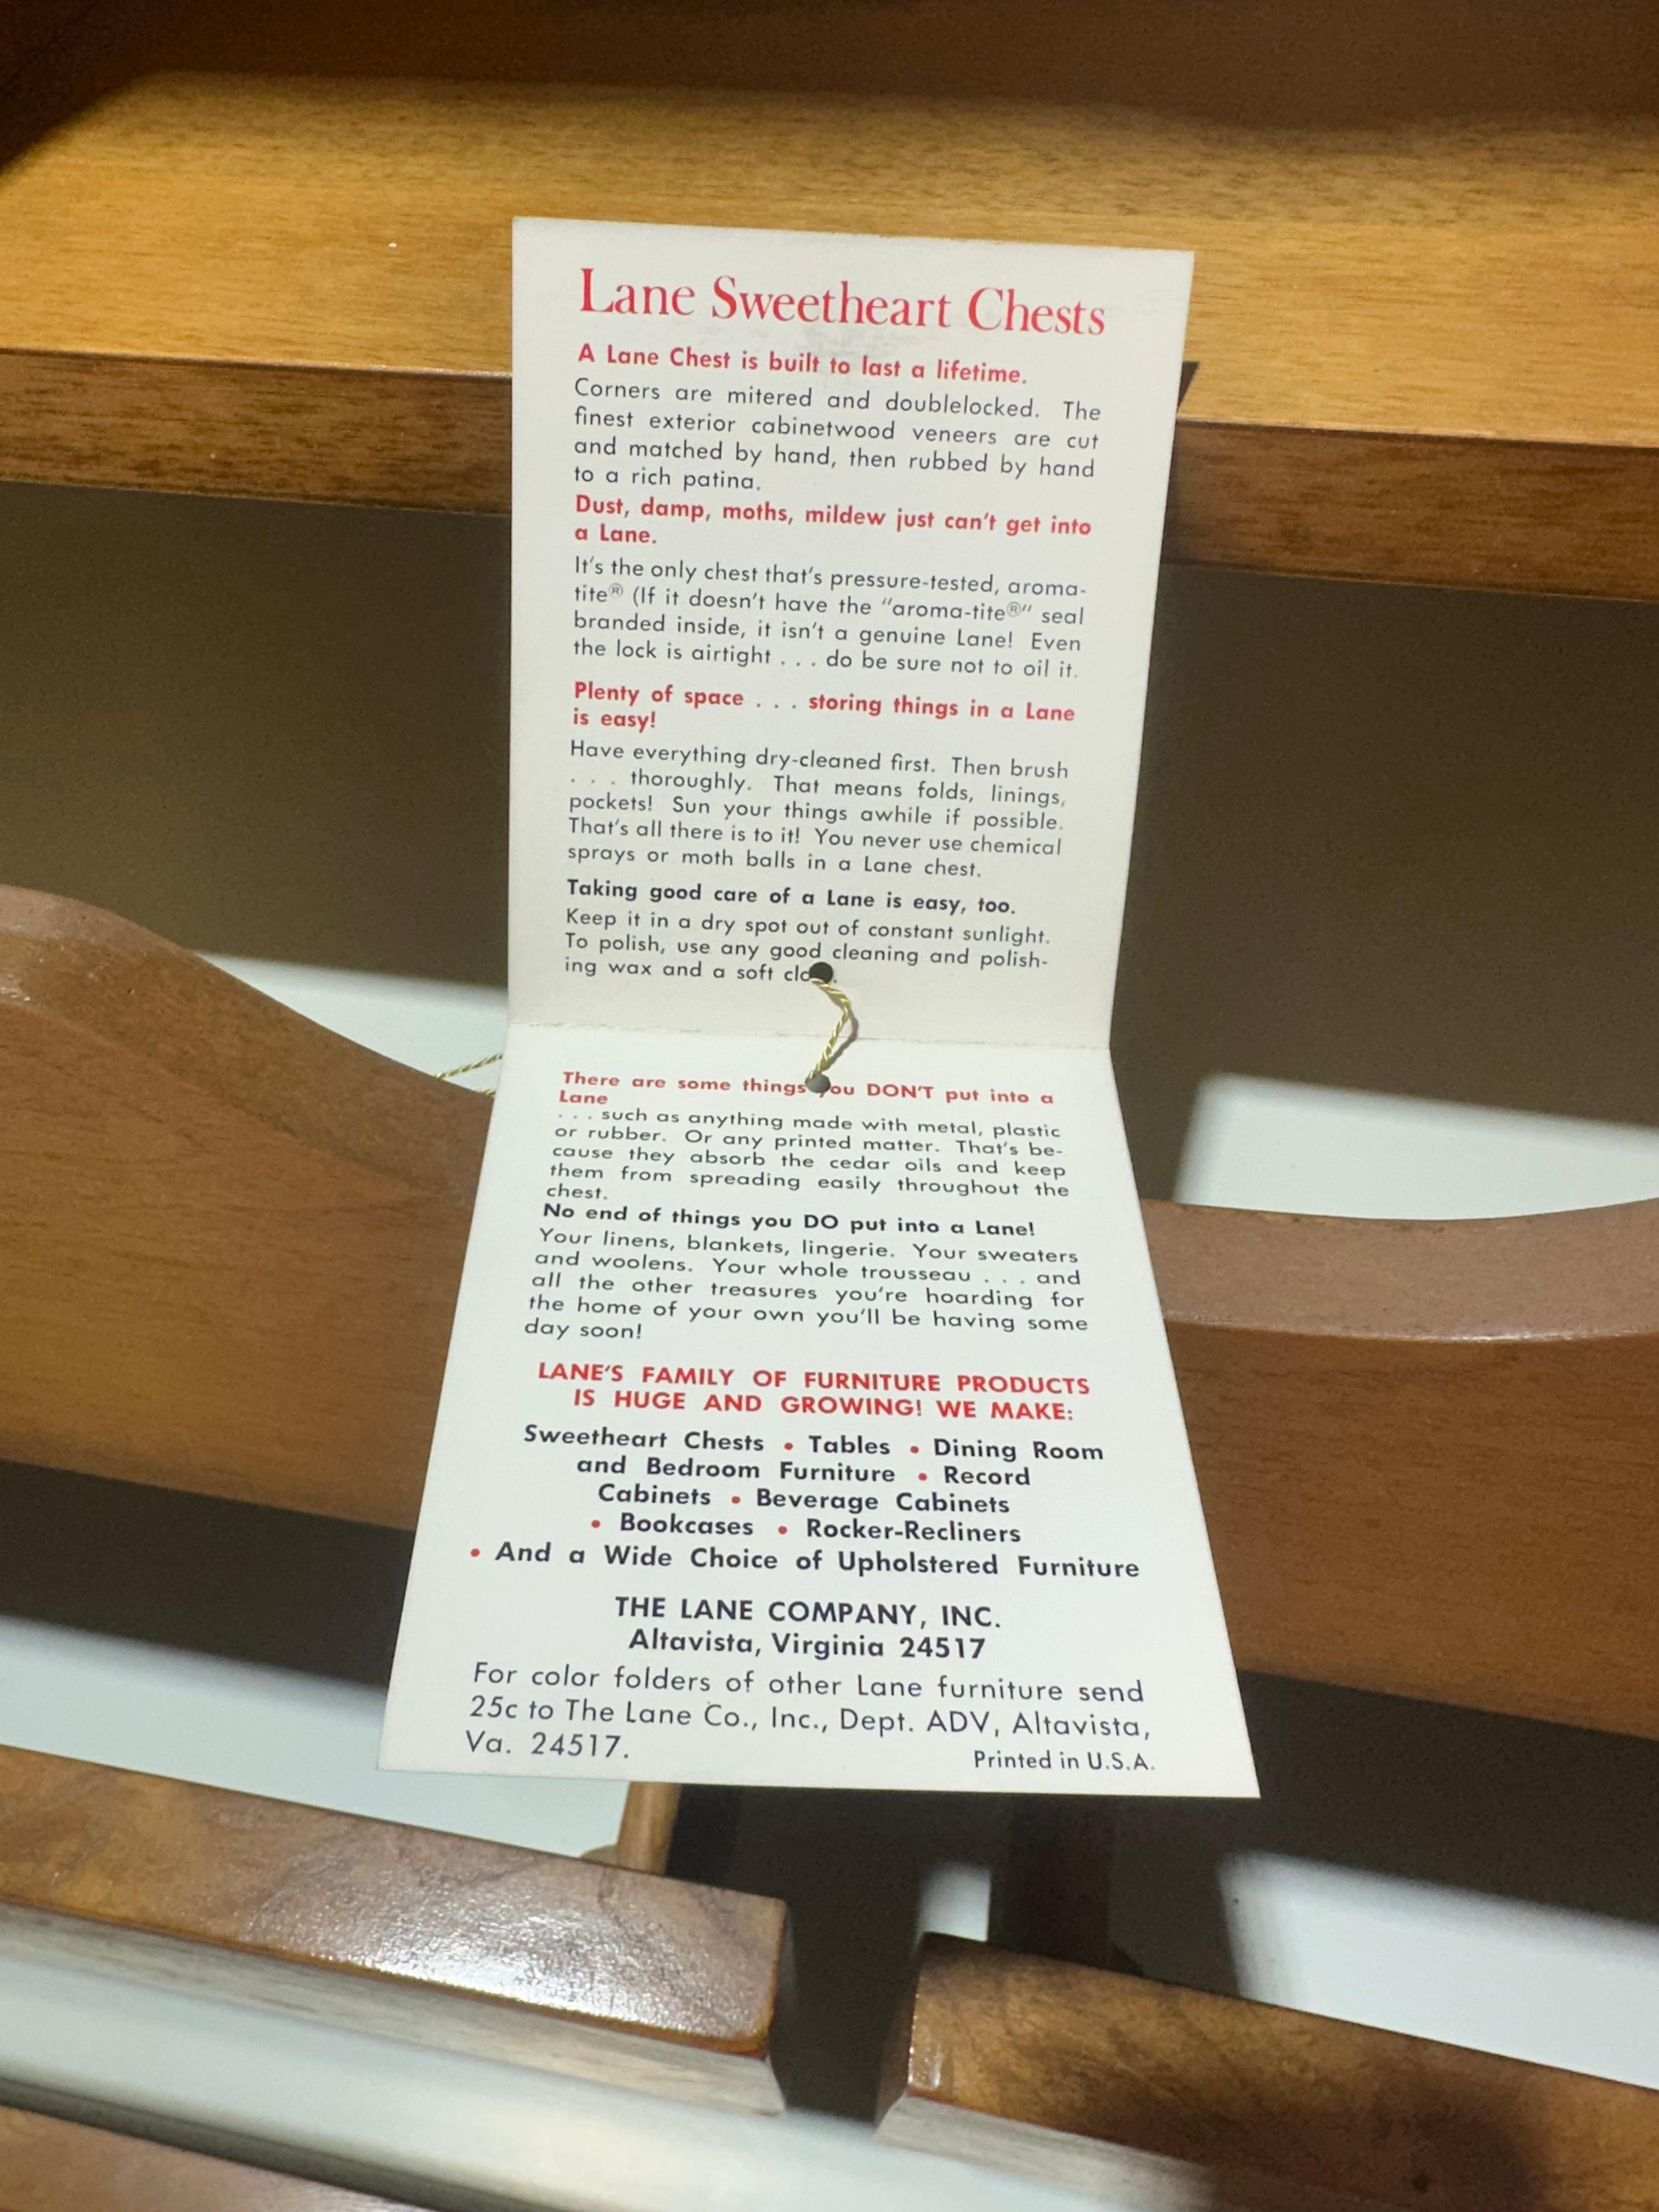 Lane Sweetheart Chests
A Lane Chest is built to last a lifetime.
Corners are mitered and doublelocked. The
finest exterior cabinetwood veneers are cut
and matched by hand, then rubbed by hand
to a rich patina.
Dust, damp, moths, mildew just can't get into
a Lane.
It's the only chest that's pressure-tested, aroma-
tite® (If it doesn't have the "aroma-tite®" seal
branded inside, it isn't a genuine Lane! Even
the lock is airtight . . . do be sure not to oil it.
Plenty of space . . . storing things in a Lane
is easy!
Have everything dry-cleaned first. Then brush
. . . thoroughly. That means folds, linings,
pockets! Sun your things awhile if possible.
That's all there is to it! You never use chemical
sprays or moth balls in a Lane chest.
Taking good care of a Lane is easy, too.
Keep it in a dry spot out of constant sunlight.
To polish, use any good cleaning and polish-
ing wax and a soft clo .
There are some things you DON'T put into a
Lane
. . . such as anything made with metal, plastic
or rubber. Or any printed matter. That's be-
cause they absorb the cedar oils and keep
them from spreading easily throughout the
chest.
No end of things you DO put into a Lane!
Your linens, blankets, lingerie. Your sweaters
and woolens. Your whole trousseau . . . and
all the other treasures you're hoarding for
the home of your own you'll be having some
day soon!
LANE'S FAMILY OF FURNITURE PRODUCTS
IS HUGE AND GROWING! WE MAKE:
Sweetheart Chests • Tables • Dining Room
and Bedroom Furniture • Record
Cabinets • Beverage Cabinets
• Bookcases • Rocker-Recliners
• And a Wide Choice of Upholstered Furniture
THE LANE COMPANY, INC.
Altavista, Virginia 24517
For color folders of other Lane furniture send
25c to The Lane Co., Inc., Dept. ADV, Altavista,
Va. 24517.
Printed in U.S.A.